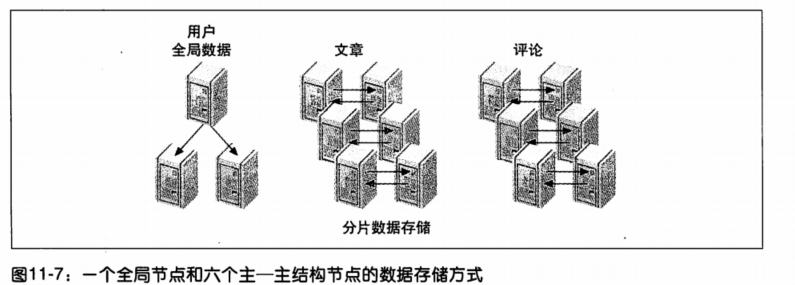 用户
全局数据
文章
评论
分片数据存储
图11-7：一个全局节点和六个主—主结构节点的数据存储方式